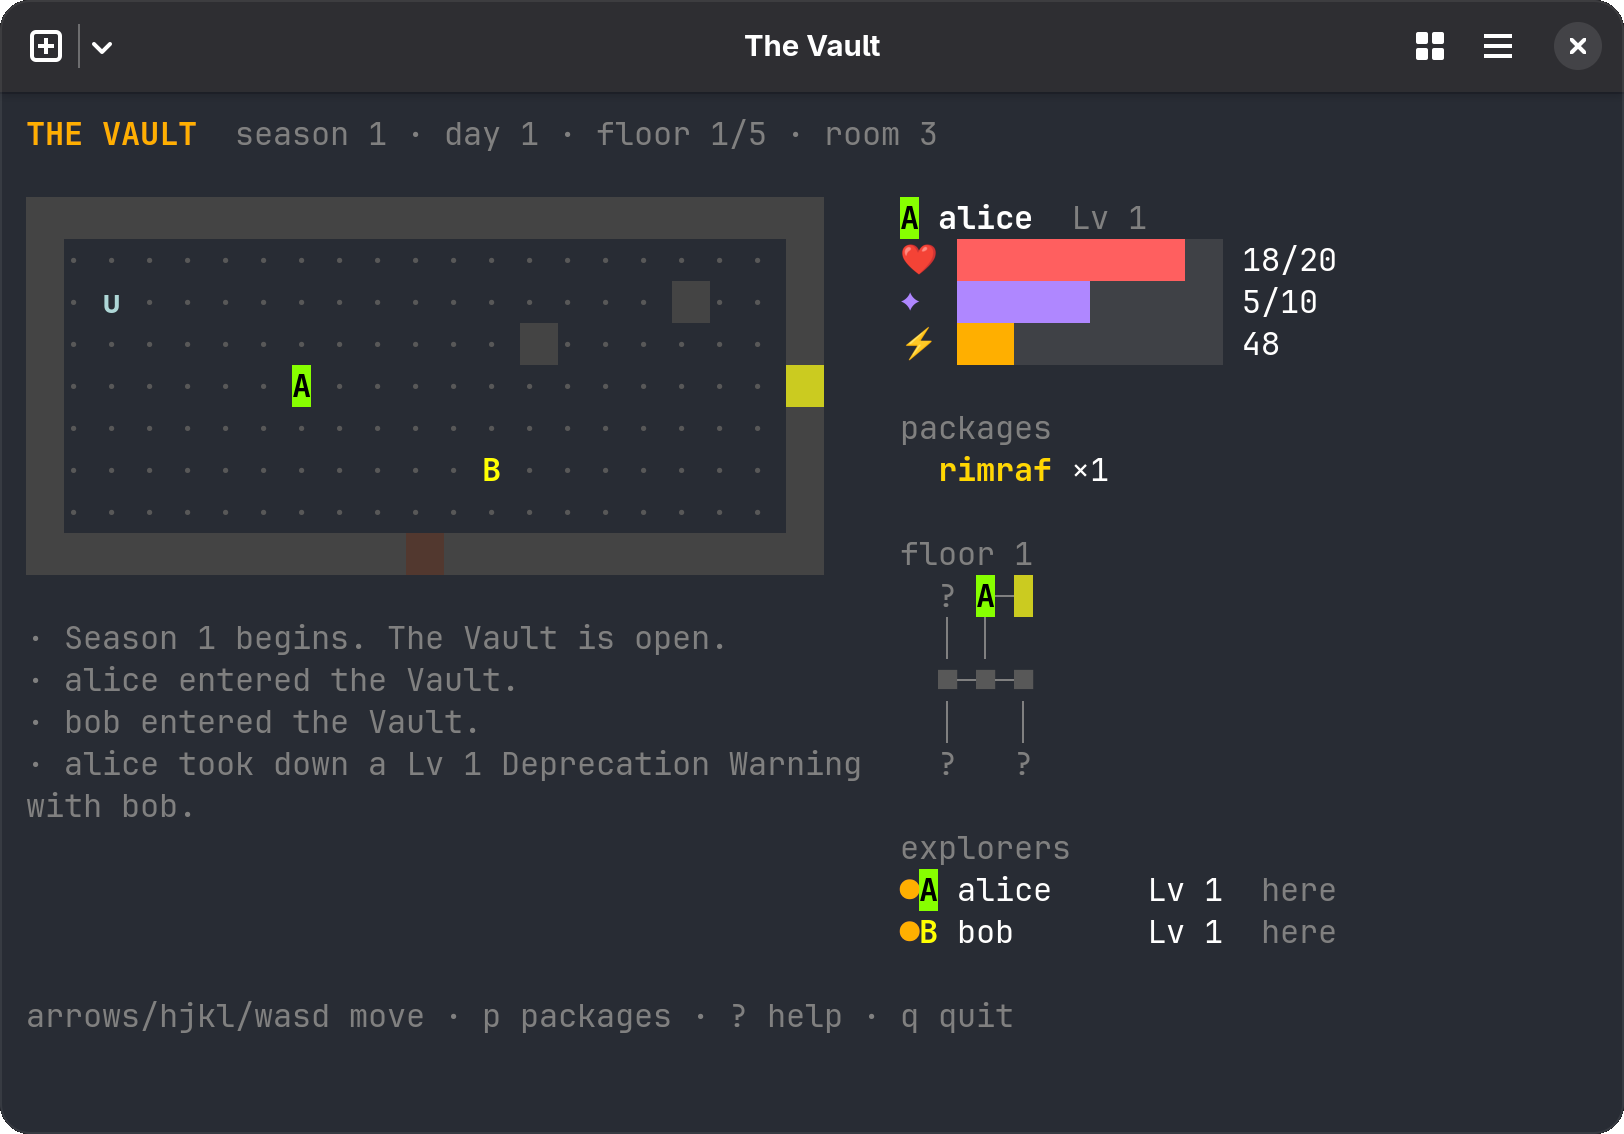 The Vault
THE VAULT season 1 · day 1 · floor 1/5 · room 3
A alice Lv 1
18/20
5/10
48
u
A
B
packages
rimraf ×1
floor 1
? A
? ?
· Season 1 begins. The Vault is open.
· alice entered the Vault.
· bob entered the Vault.
· alice took down a Lv 1 Deprecation Warning
with bob.
explorers
A alice Lv 1 here
B bob Lv 1 here
arrows/hjkl/wasd move · p packages · ? help · q quit